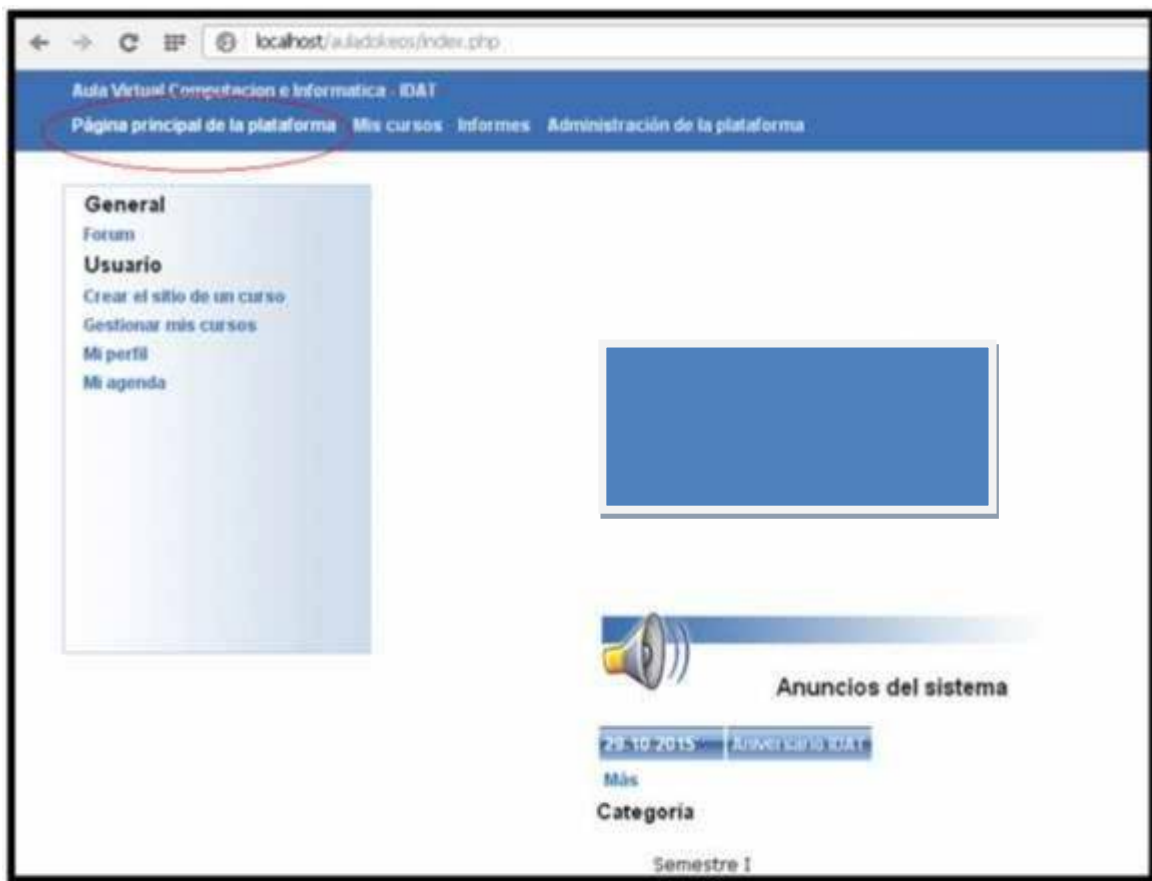 localhost/auladokeos/index.php
Aula Virtual Computacion e Informatica - IDAT
Página principal de la plataforma Mis cursos Informes Administración de la plataforma
General
Forum
Usuario
Crear el sitio de un curso
Gestionar mis cursos
Mi perfil
Mi agenda
Anuncios del sistema
29-10-2015 Aniversario IDAT
Más
Categoría
Semestre I